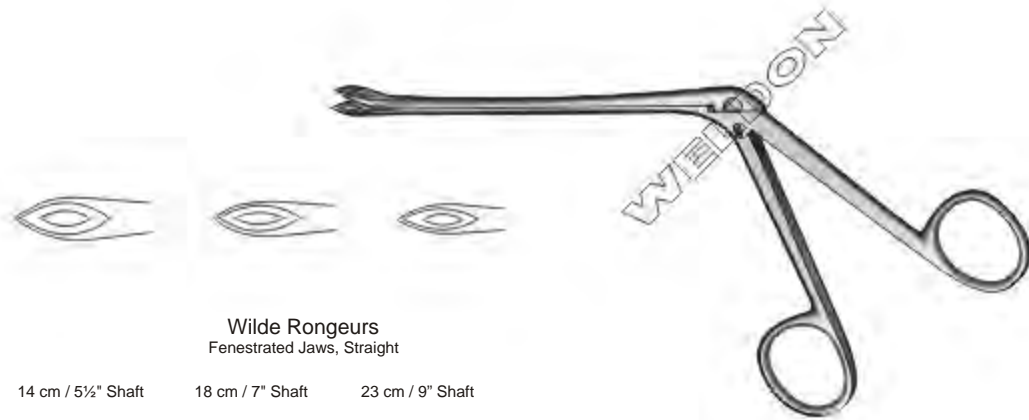 WELDON
Wilde Rongeurs
Fenestrated Jaws, Straight
14 cm / 5½" Shaft 18 cm / 7" Shaft 23 cm / 9" Shaft